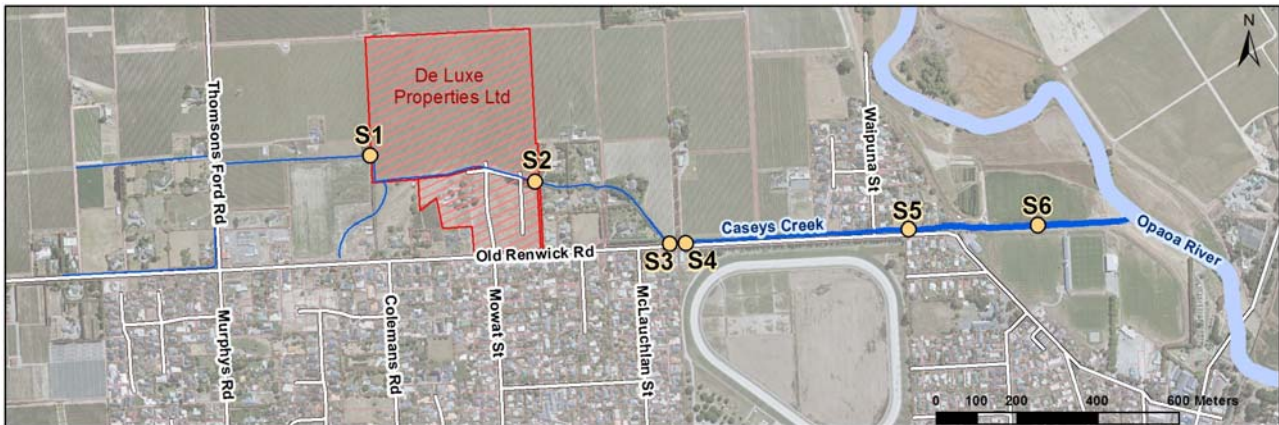 N
De Luxe
Properties Ltd
Thomsons Ford Rd
S1
S2
Waipuna St
S5
S6
Caseys Creek
Opaoa River
Old Renwick Rd
S3
S4
Murphys Rd
Colemans Rd
Mowat St
McLauchlan St
0 100 200 400 600 Meters